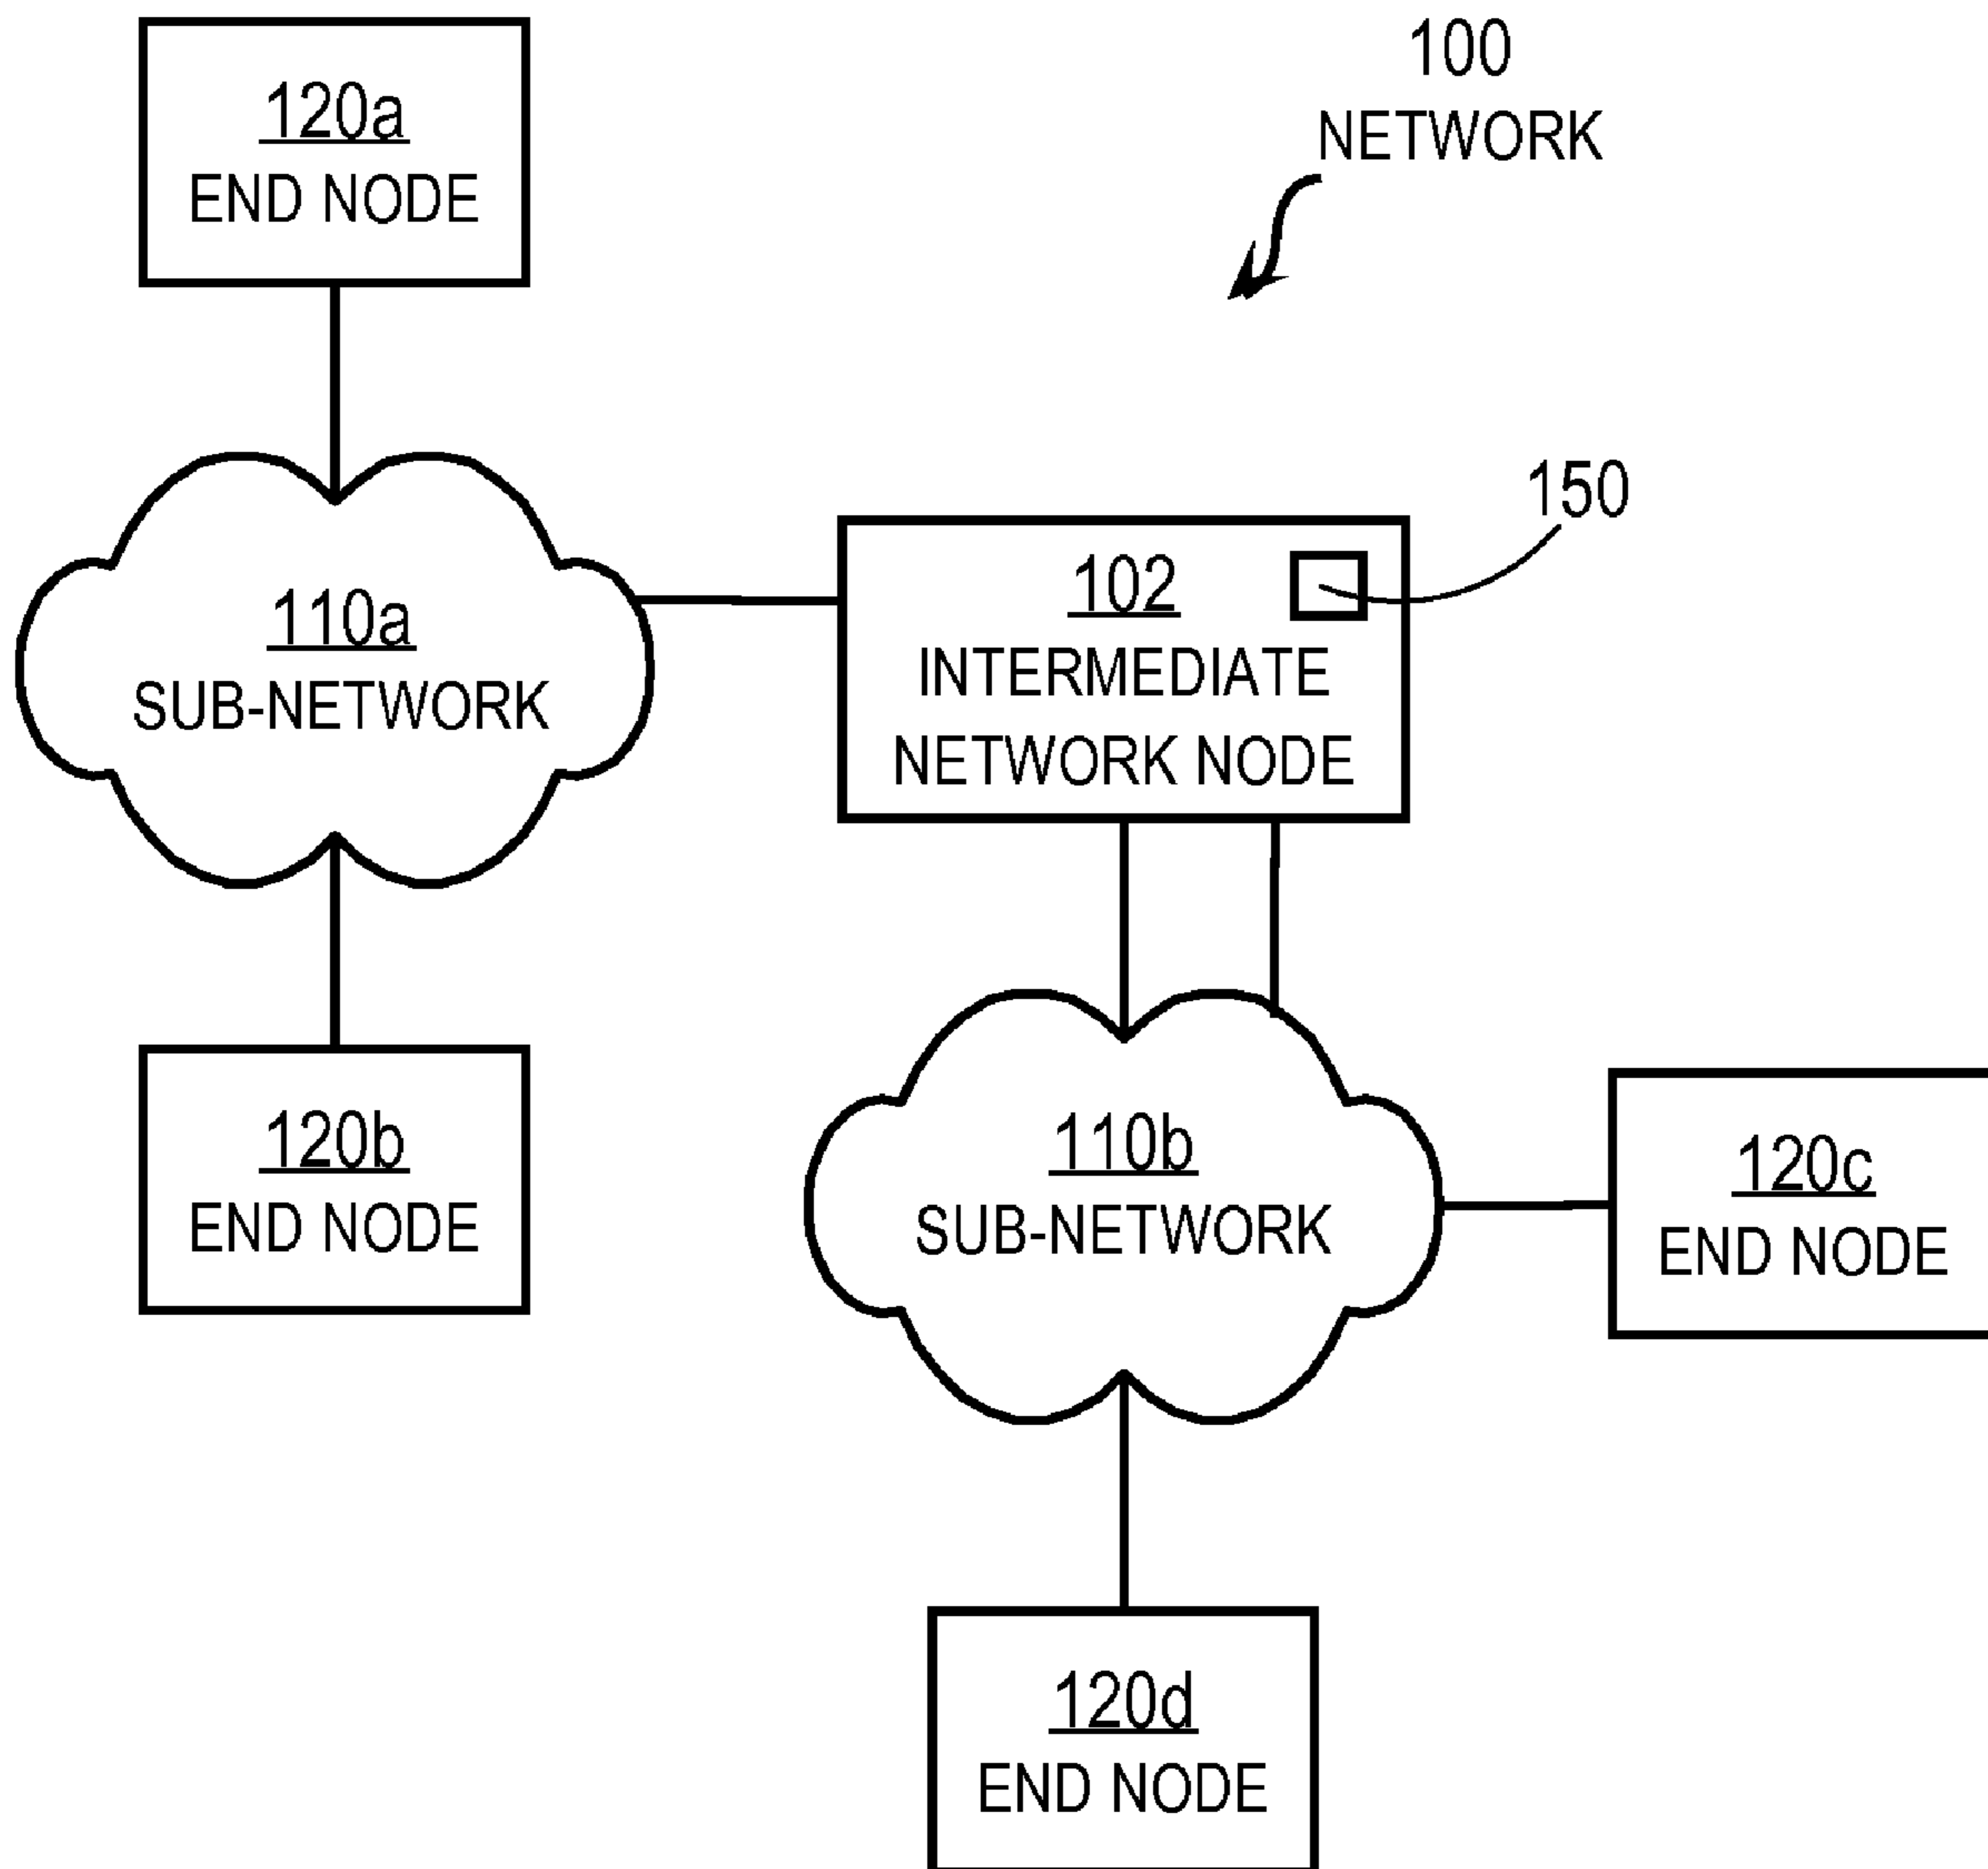 120a
END NODE
100
NETWORK
150
110a
SUB-NETWORK
102
INTERMEDIATE
NETWORK NODE
120b
END NODE
110b
SUB-NETWORK
120c
END NODE
120d
END NODE